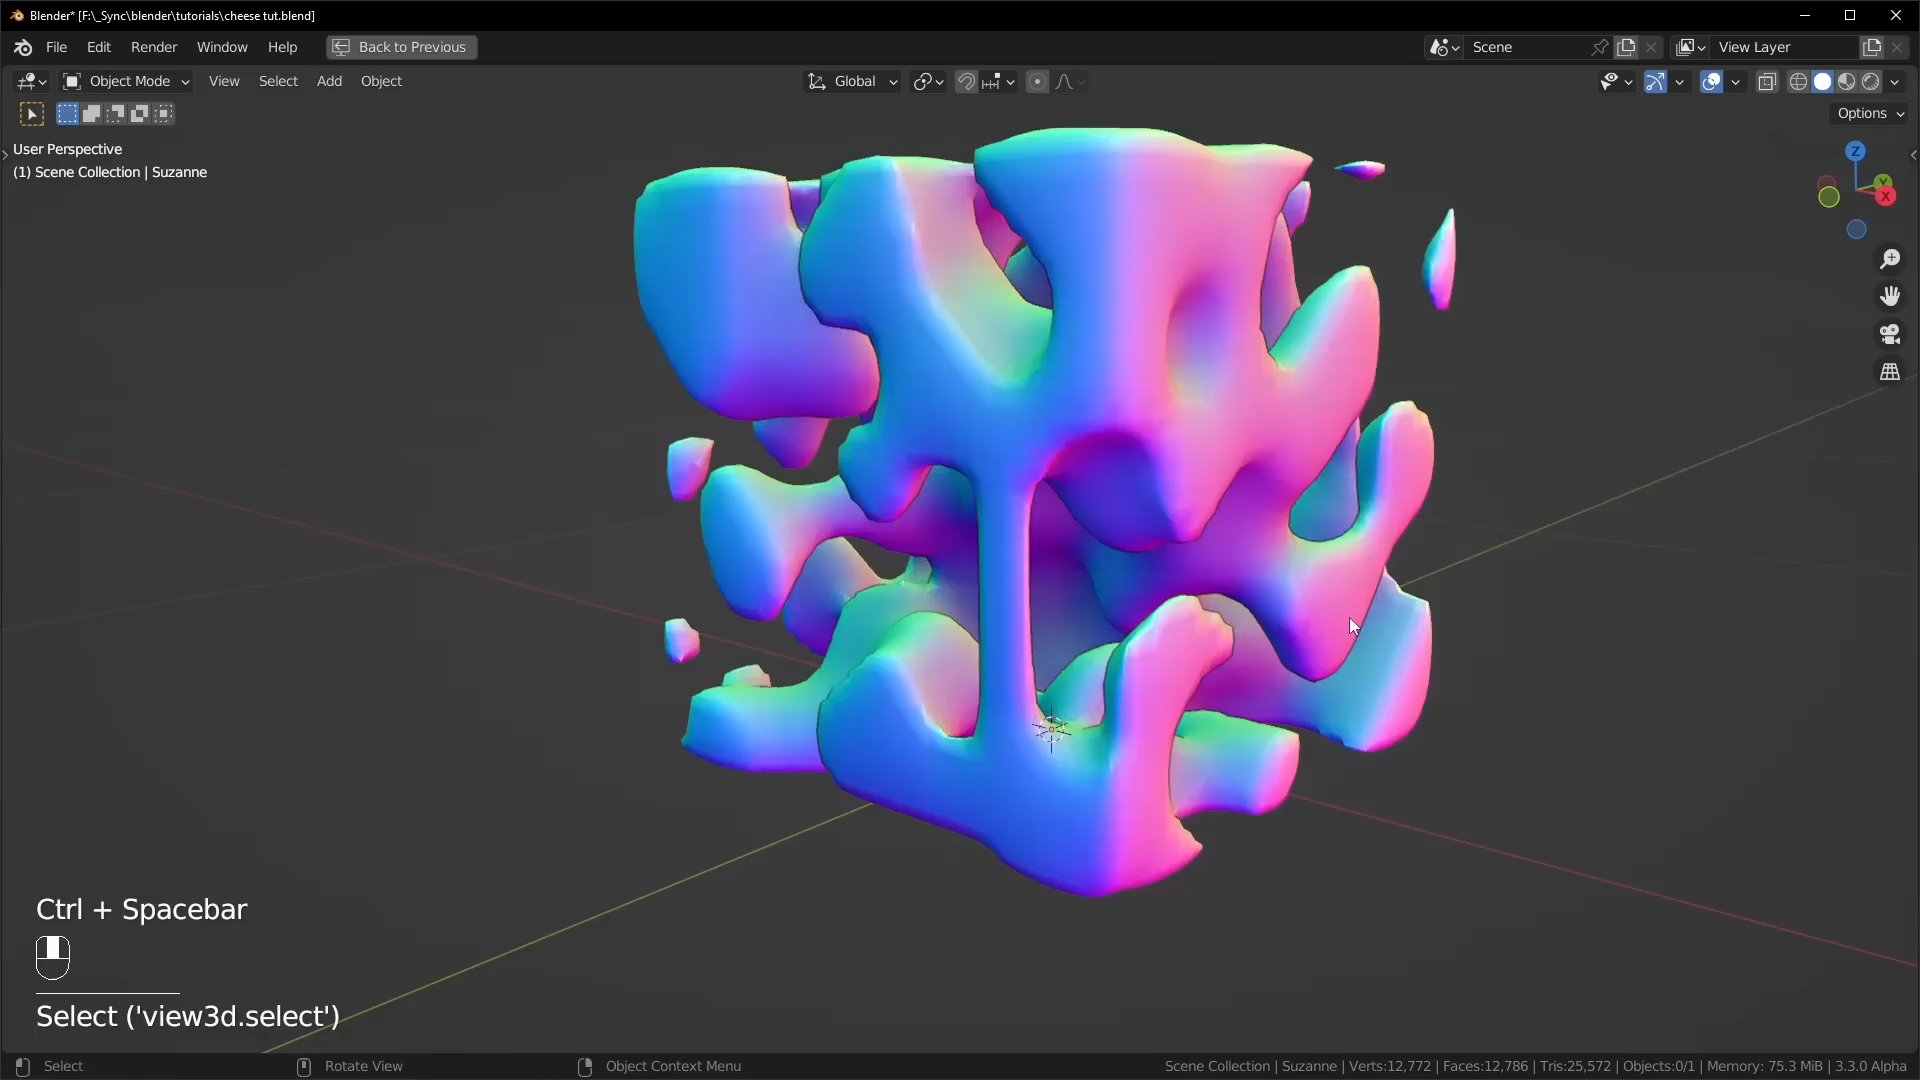 Blender* [F:\_Sync\blender\tutorials\cheese tut.blend]
File Edit Render Window Help Back to Previous Scene View Layer
Object Mode View Select Add Object Global
Options
User Perspective
(1) Scene Collection | Suzanne
Z
Y
X
Ctrl + Spacebar
Select ('view3d.select')
Select Rotate View Object Context Menu Scene Collection | Suzanne | Verts:12,772 | Faces:12,786 | Tris:25,572 | Objects:0/1 | Memory: 75.3 MiB | 3.3.0 Alpha